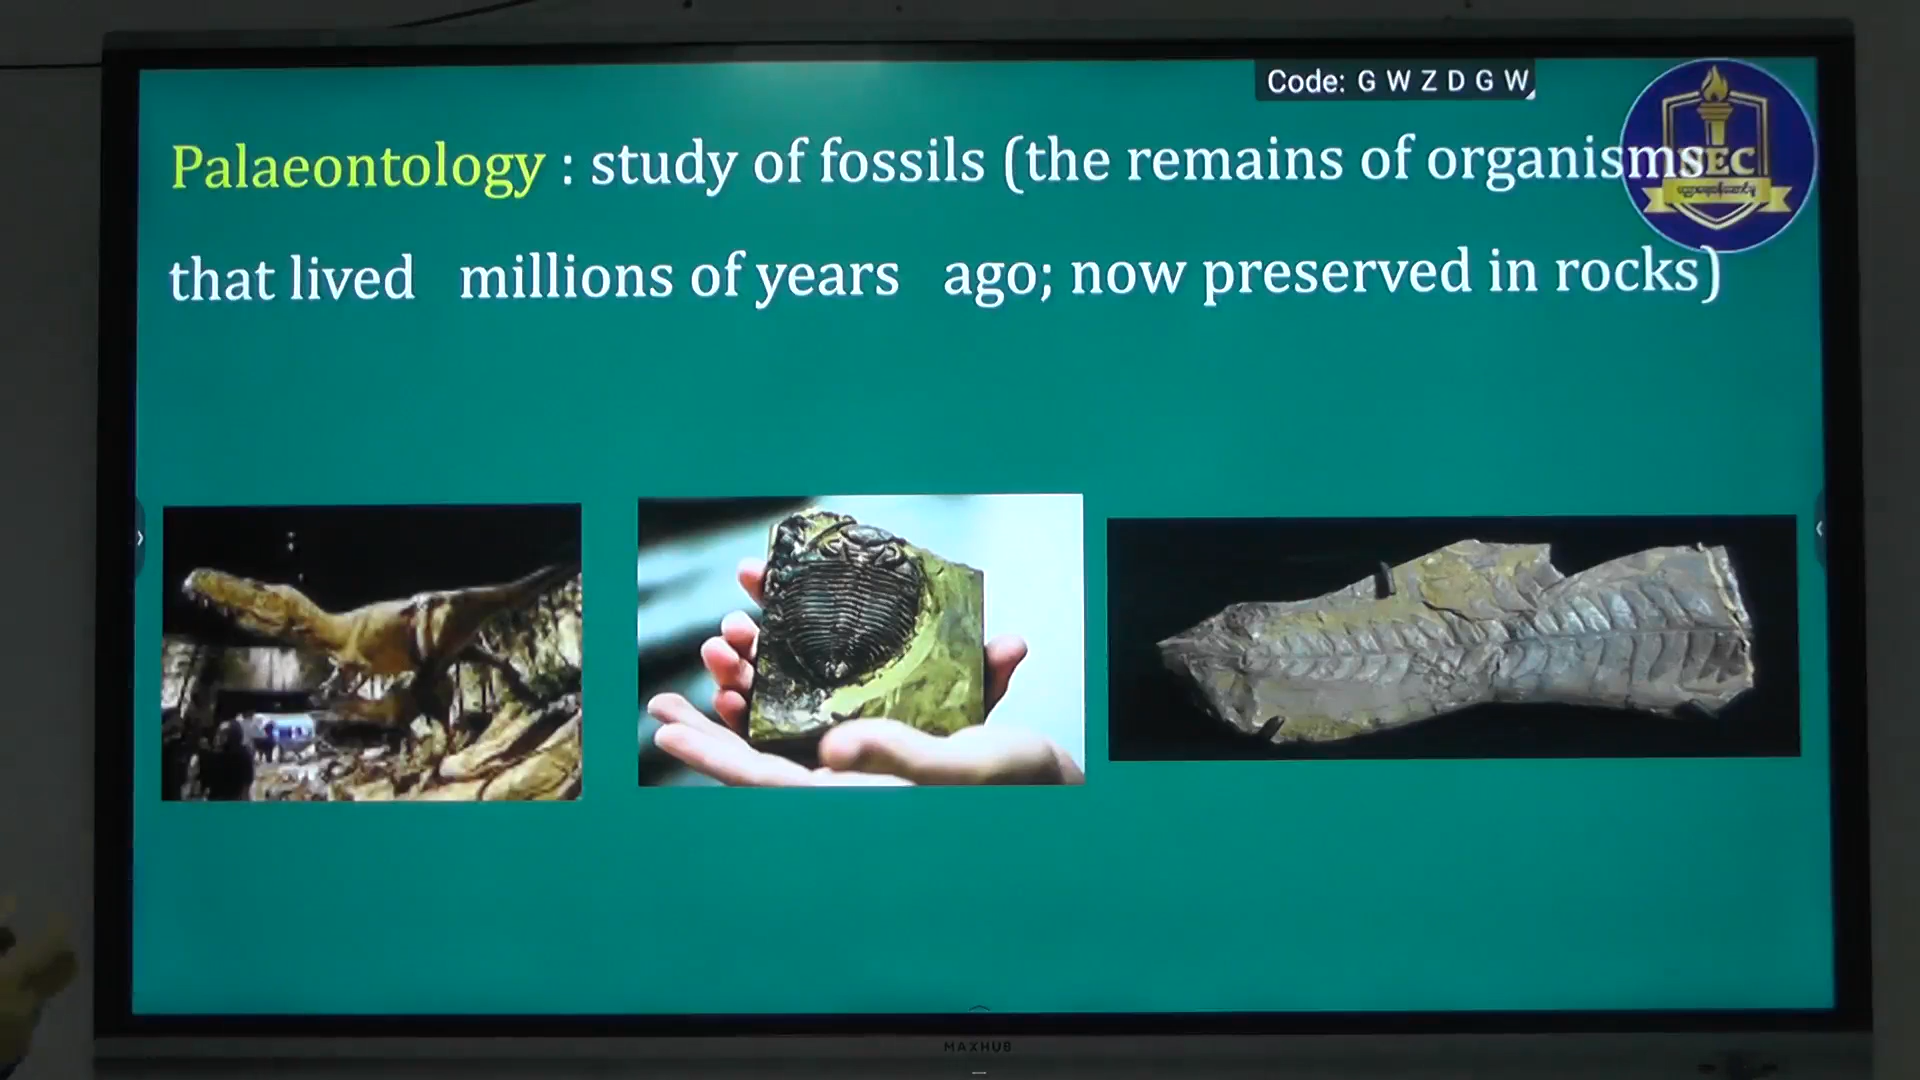 Code: G W Z D G W
Palaeontology : study of fossils (the remains of organisms
that lived millions of years ago; now preserved in rocks)
MAXHUB